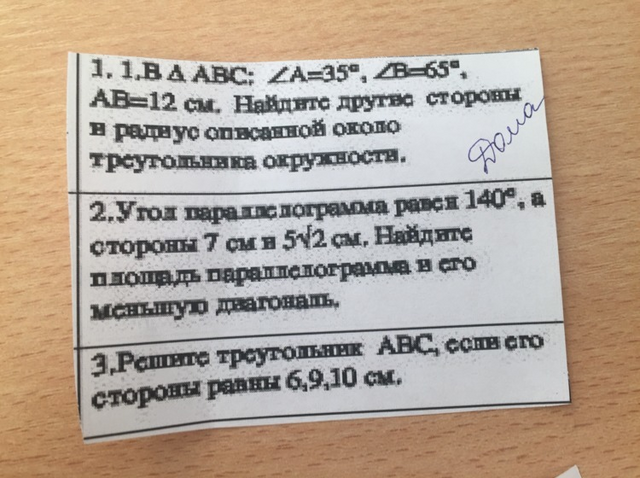 1. 1.В Δ АВС: ∠А=35°, ∠В=65°,
АВ=12 см. Найдите другие стороны
и радиус описанной около
треугольника окружности.
Дома
2.Угол параллелограмма равен 140°, а
стороны 7 см и 5√2 см. Найдите
площадь параллелограмма и его
меньшую диагональ.
3.Решите треугольник АВС, если его
стороны равны 6,9,10 см.